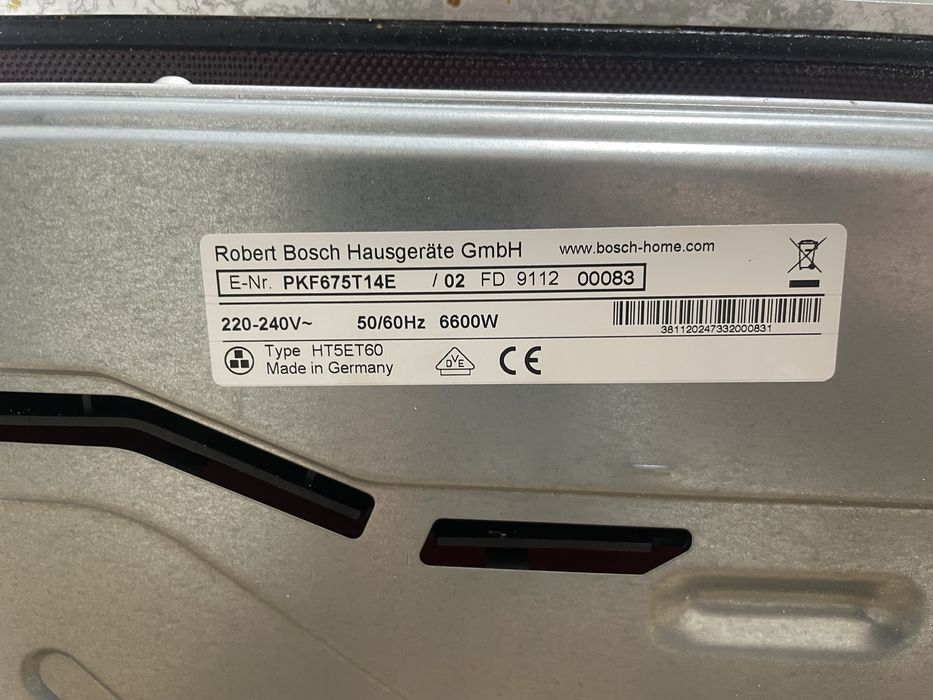 Robert Bosch Hausgeräte GmbH www.bosch-home.com
E-Nr. PKF675T14E / 02 FD 9112 00083
220-240V~ 50/60Hz 6600W
381120247332000831
Type HT5ET60
Made in Germany
DVE CE